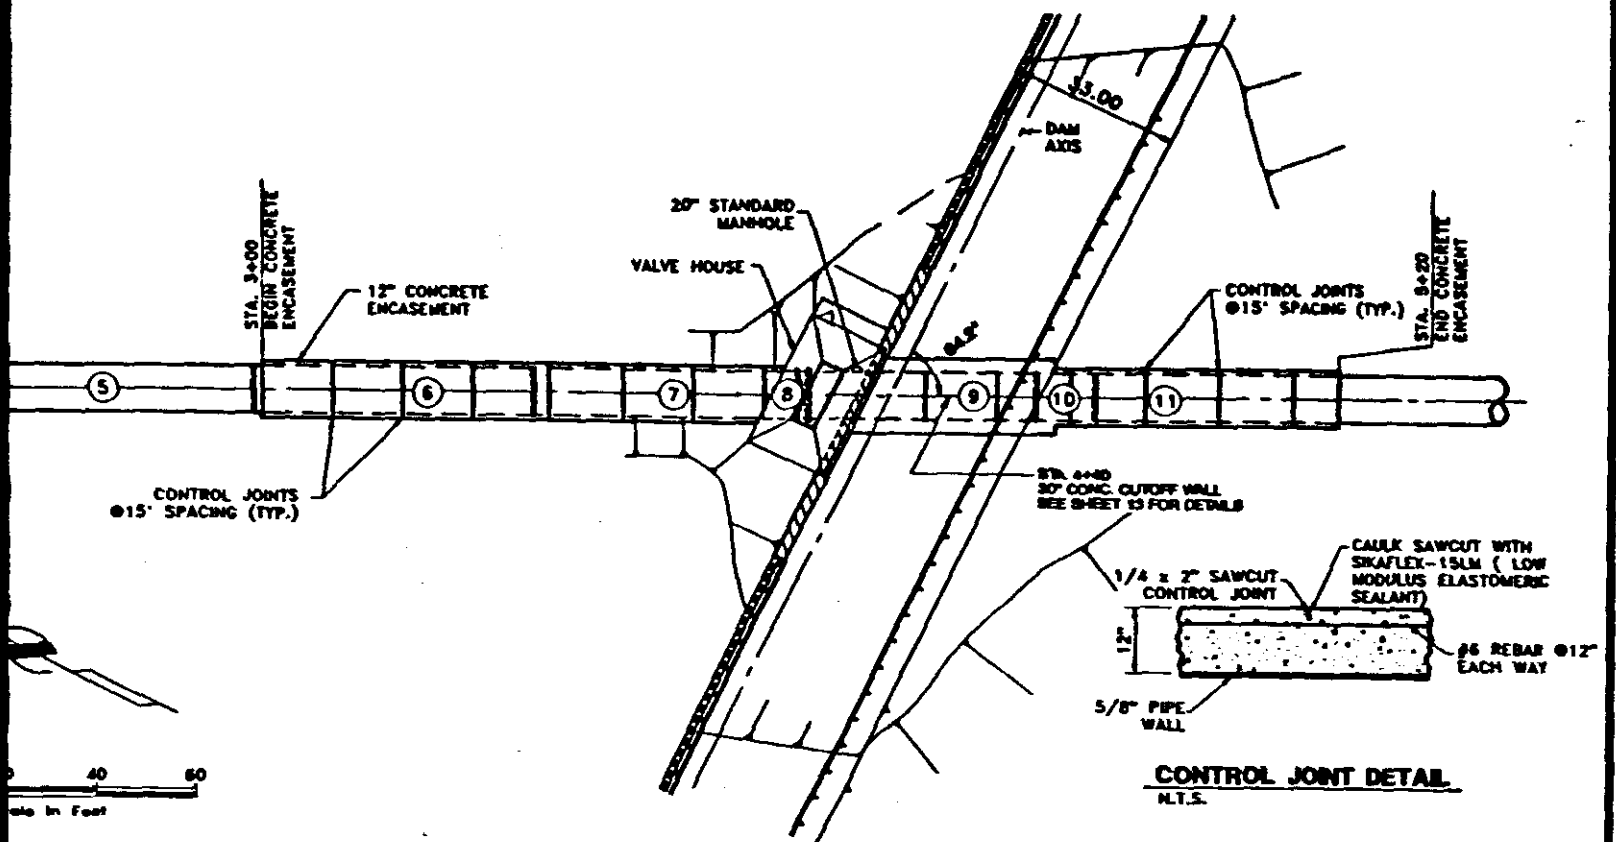 33.00
DAM
AXIS
20" STANDARD
MANHOLE
VALVE HOUSE
STA. 3+00
BEGIN CONCRETE
ENCASEMENT
12" CONCRETE
ENCASEMENT
CONTROL JOINTS
@15' SPACING (TYP.)
STA. 5+20
END CONCRETE
ENCASEMENT
64.2°
5
6
7
8
9
10
11
CONTROL JOINTS
@15' SPACING (TYP.)
STA. 4+40
30" CONC. CUTOFF WALL
SEE SHEET 13 FOR DETAILS
CAULK SAWCUT WITH
SIKAFLEX-15LM ( LOW
MODULUS ELASTOMERIC
SEALANT)
1/4 x 2" SAWCUT
CONTROL JOINT
12"
#6 REBAR @12"
EACH WAY
5/8" PIPE
WALL
40
60
In Feet
CONTROL JOINT DETAIL
N.T.S.